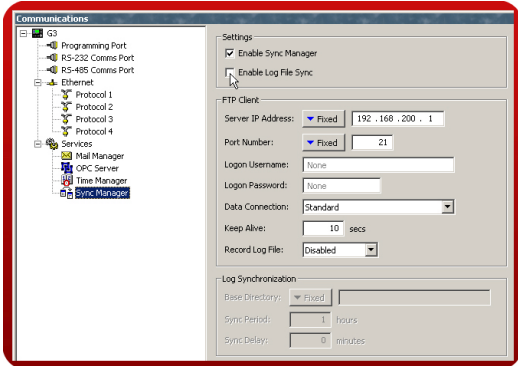 Communications
G3
Programming Port
RS-232 Comms Port
RS-485 Comms Port
Ethernet
Protocol 1
Protocol 2
Protocol 3
Protocol 4
Services
Mail Manager
OPC Server
Time Manager
Sync Manager
Settings
Enable Sync Manager
Enable Log File Sync
FTP Client
Server IP Address: Fixed 192 .168 .200 . 1
Port Number: Fixed 21
Logon Username: None
Logon Password: None
Data Connection: Standard
Keep Alive: 10 secs
Record Log File: Disabled
Log Synchronization
Base Directory: Fixed
Sync Period: 1 hours
Sync Delay: 0 minutes